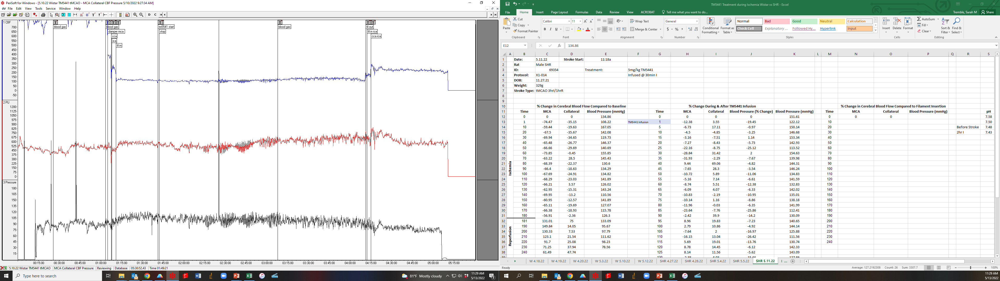 PeriSoft for Windows - [5.10.22 Wistar TM5441 tMCAO - MCA Collateral CBF Pressure 5/10/2022 9:27:34 AM]
File Edit View Tools Service Window Help
D C
1 CBF
T T T T T T T T T
blood gas blood gas tm5541 start blood gas fil out
damper mca stop fil in ica
cca cca ica
ica
fil in
700
650
600
550
500
450
400
350
300
250
200
150
100
50
0
-50
2 PU
1200
1125
1050
975
900
825
750
675
600
525
450
375
300
225
150
75
0
3 Pressure
180
165
150
135
120
105
90
75
60
45
30
15
00:15:00 00:30:00 00:45:00 01:00:00 01:15:00 01:30:00 01:45:00 02:00:00 02:15:00 02:30:00 02:45:00 03:00:00 03:15:00 03:30:00 03:45:00 04:00:00 04:15:00 04:30:00 04:45:00 05:00:00 05:15:00
5.10.22 Wistar TM5441 tMCAO MCA Collateral CBF Pressure Reviewing Database 05:30:52.43 Time 01:49:21
Type here to search
81°F Mostly cloudy
11:29 AM
5/13/2022
TM5441 Treatment during Ischemia Wistar vs SHR - Excel
File Home Insert Page Layout Formulas Data Review View ACROBAT Tell me what you want to do... Tremble, Sarah M Share
Paste Cut
Copy
Format Painter
Clipboard
Calibri 11
B I U
Font
Wrap Text
Merge & Center
Alignment
General
$ % ,
Number
Conditional Formatting Format as Table
Normal Bad Good Neutral Calculation
Check Cell Explanatory ... Followed Hy... Hyperlink Input
Styles
Insert Delete Format
Cells
AutoSum
Fill
Clear
Sort & Filter Find & Select
Editing
E12 fx 134.86
A B C D E F G H I J K L M N O P Q R S
1 Date: 5.11.22 Stroke Start: 11:18a
2 Rat Male SHR
3 ID: 69354 Treatment: 5mg/kg TM5441
4 Protocol: X1-014 Infused @ 30min I
5 DOB: 11.27.21
6 Weight: 329g
7 Stroke Type: tMCAO 3hrI/1hrR
8
9
10 % Change in Cerebral Blood Flow Compared to Baseline % Change During & After TM5441 Infusion % Change in Cerebral Blood Flow Compared to Filament Insertion
11 Time MCA Collateral Blood Pressure (mmHg) Time MCA Collateral Blood Pressure (% Change) Blood Pressure (mmHg) Time MCA Collateral Blood Pressure (mmHg) pH
12 0 0 0 134.86 0 0 0 0 151.61 0 0 0 7.58
13 1 -74.47 -35.15 108.22 TM5441 Infusion 1 -12.38 3.55 -19.45 122.12 10 7.50
14 10 -59.44 -19.63 167.05 5 -6.73 17.11 -0.97 150.14 20 Before Stroke 7.48
15 20 -67.5 -35.67 142.08 10 -4.5 -4.85 -3.25 146.68 30 2hr I 7.43
16 30 -69.94 -34.65 119.73 15 -3.16 -7.51 1.14 153.34 40
17 40 -65.48 -26.77 146.37 20 -7.27 -8.43 -5.73 142.93 50
18 50 -66.66 -29.69 140.69 25 -22.16 -8.75 -25.12 113.52 60
19 60 -73.85 -0.45 155.85 30 -28.84 31.42 2 154.63 70
20 70 -63.22 28.5 145.43 35 -31.93 -2.29 -7.67 139.98 80
21 80 -68.39 -22.37 130.6 40 9.44 69.06 -4.82 144.31 90
22 90 -66.4 -18.63 134.29 45 -7.65 28.3 -3.54 146.24 100
23 100 -67.69 -24.91 134.82 50 -10.72 5.89 -11.06 134.83 110
24 110 -68.29 -23.03 141.89 55 -5.16 7.14 -6.61 141.59 120
25 120 -66.21 3.57 126.02 60 -8.74 5.51 -12.38 132.83 130
26 130 -62.95 -15.31 143.24 65 -6.09 4.07 -6.33 142.02 140
27 140 -69.95 -13.2 110.56 70 -10.83 -2.19 -10.95 135.01 150
28 150 -60.95 -12.57 141.89 75 -10.14 1.16 -8.86 138.18 160
29 160 -65.11 -19.69 127.07 80 -11.96 -0.03 -6.35 141.99 170
30 170 -66.38 -18.93 115.78 85 -23.64 -7.76 -25.86 112.41 180
31 180 -56.91 -2.36 126.3 90 -2.42 39.9 -14.2 130.09 190
32 181 131.01 75 133.09 95 8.96 19.83 -7.23 140.65 200
33 190 149.84 14.05 95.67 100 2.79 10.86 -4.92 144.14 210
34 200 130.33 7.53 97.79 105 -7.64 2 -16.97 125.88 220
35 210 123.1 21.54 111.62 110 -16.15 13.04 -26.42 111.56 230
36 220 91.7 25.08 98.23 115 5.69 19.01 -13.76 130.74 240
37 230 71.25 37.94 78.56 120 8.78 14.45 -6.12 142.33
38 240 61.49 47.74 125 8.14 11.56 -5.62 143.09
Ischemia
Reperfusion
W 4.18.22 W 4.19.22 W 4.20.22 W 5.3.22 W 5.10.22 W 5.12.22 SHR 4.27.22 SHR 4.28.22 SHR 5.4.22 SHR 5.5.22 SHR 5.11.22 I ...
Ready Average: 127.2192308 Count: 26 Sum: 3307.7 100%
11:29 AM
5/13/2022